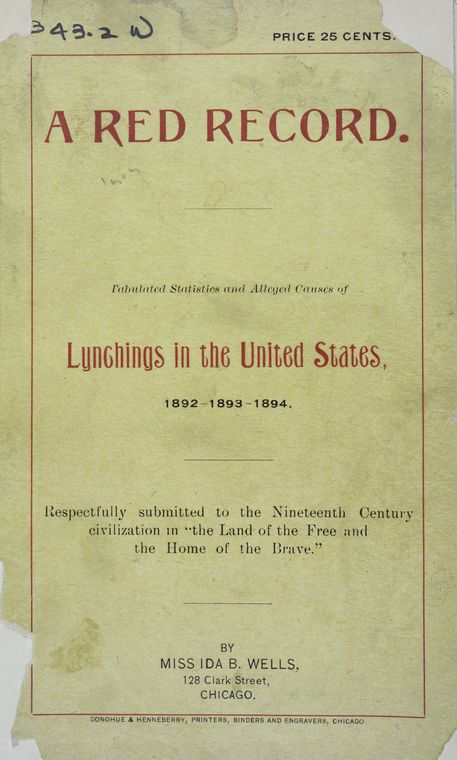 343.2 W
PRICE 25 CENTS.
A RED RECORD.
Tabulated Statistics and Alleged Causes of
Lynchings in the United States,
1892-1893-1894.
Respectfully submitted to the Nineteenth Century
civilization in "the Land of the Free and
the Home of the Brave."
BY
MISS IDA B. WELLS,
128 Clark Street,
CHICAGO.
DONOHUE & HENNEBERRY, PRINTERS, BINDERS AND ENGRAVERS, CHICAGO